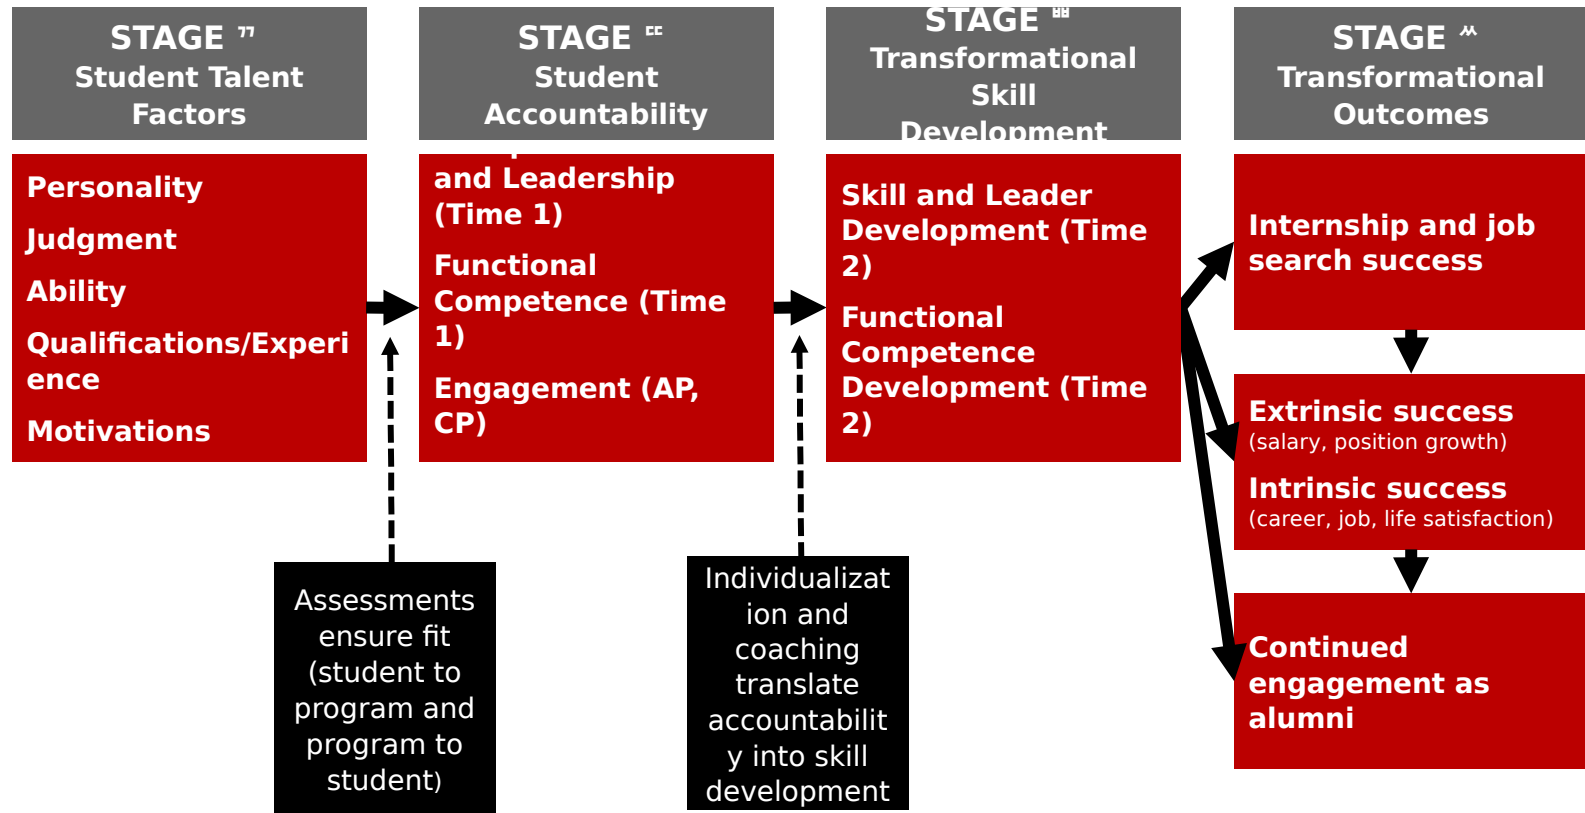 STAGE ᄁ
Student Talent
Factors
STAGE ᄄ
Student
Accountability
STAGE ᄈ
Transformational
Skill
Development
STAGE ᄊ
Transformational
Outcomes
Personality
Judgment
Ability
Qualifications/Experi
ence
Motivations
and Leadership
(Time 1)
Functional
Competence (Time
1)
Engagement (AP,
CP)
Skill and Leader
Development (Time
2)
Functional
Competence
Development (Time
2)
Internship and job
search success
Extrinsic success
(salary, position growth)
Intrinsic success
(career, job, life satisfaction)
Continued
engagement as
alumni
Assessments
ensure fit
(student to
program and
program to
student)
Individualizat
ion and
coaching
translate
accountabilit
y into skill
development